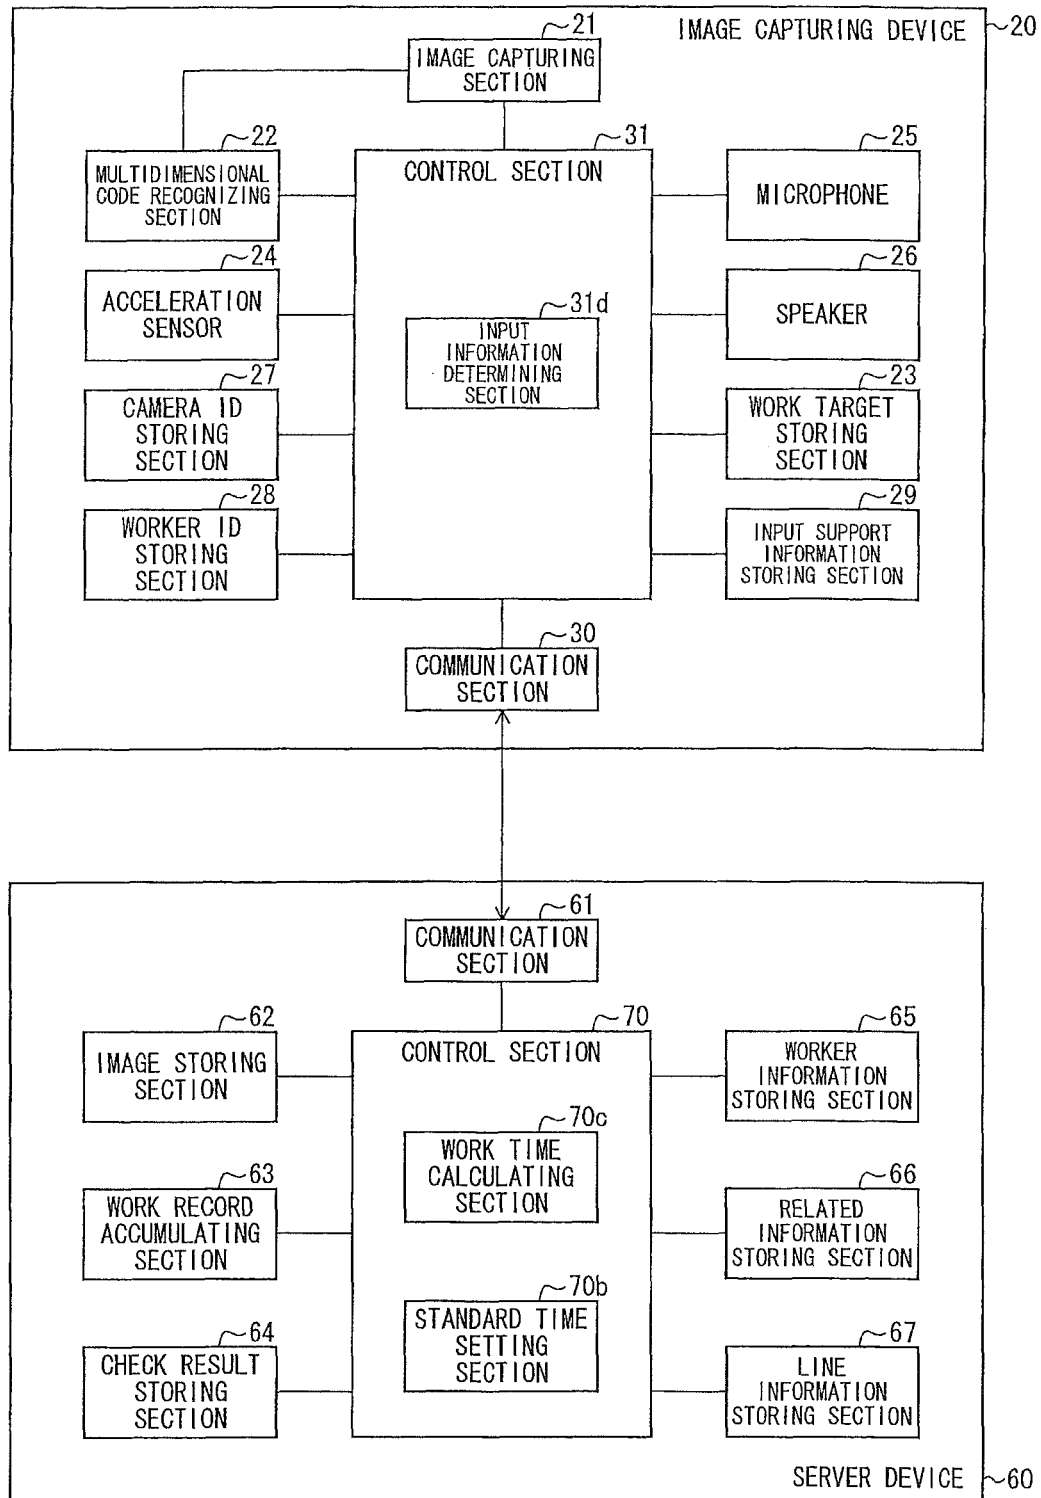 IMAGE CAPTURING DEVICE
20
21
IMAGE CAPTURING
SECTION
22
MULTIDIMENSIONAL
CODE RECOGNIZING
SECTION
31
CONTROL SECTION
25
MICROPHONE
24
ACCELERATION
SENSOR
31d
INPUT
INFORMATION
DETERMINING
SECTION
26
SPEAKER
27
CAMERA ID
STORING
SECTION
23
WORK TARGET
STORING
SECTION
28
WORKER ID
STORING
SECTION
29
INPUT SUPPORT
INFORMATION
STORING SECTION
30
COMMUNICATION
SECTION
61
COMMUNICATION
SECTION
62
IMAGE STORING
SECTION
70
CONTROL SECTION
65
WORKER
INFORMATION
STORING SECTION
70c
WORK TIME
CALCULATING
SECTION
63
WORK RECORD
ACCUMULATING
SECTION
66
RELATED
INFORMATION
STORING SECTION
70b
STANDARD TIME
SETTING
SECTION
64
CHECK RESULT
STORING
SECTION
67
LINE
INFORMATION
STORING SECTION
SERVER DEVICE
60